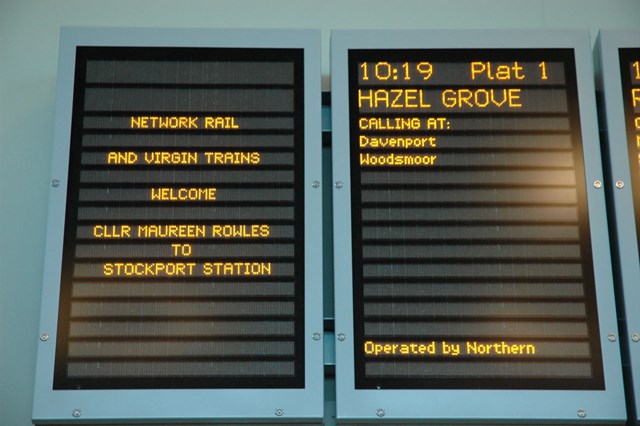 NETWORK RAIL
AND VIRGIN TRAINS
WELCOME
CLLR MAUREEN ROWLES
TO
STOCKPORT STATION
10:19 Plat 1
HAZEL GROVE
CALLING AT:
Davenport
Woodsmoor
Operated by Northern